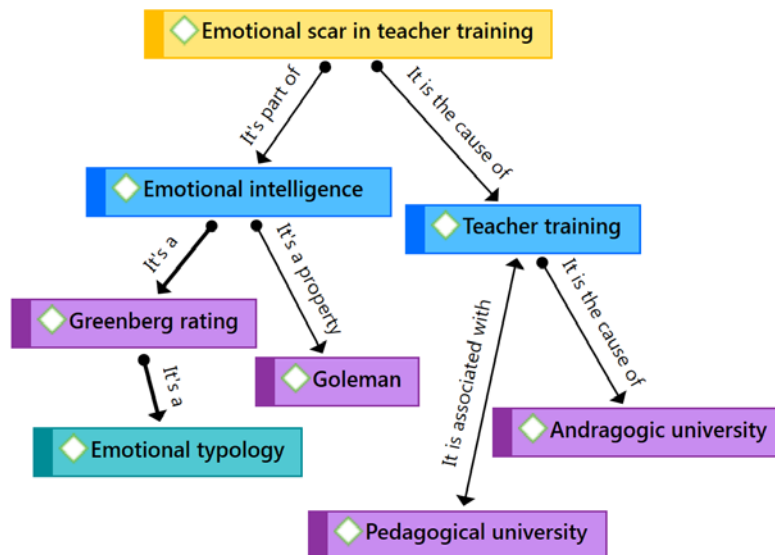 Emotional scar in teacher training
It's part of
It is the cause of
Emotional intelligence
Teacher training
It's a
It's a property
It is the cause of
Greenberg rating
It is associated with
Goleman
It's a
Andragogic university
Emotional typology
Pedagogical university